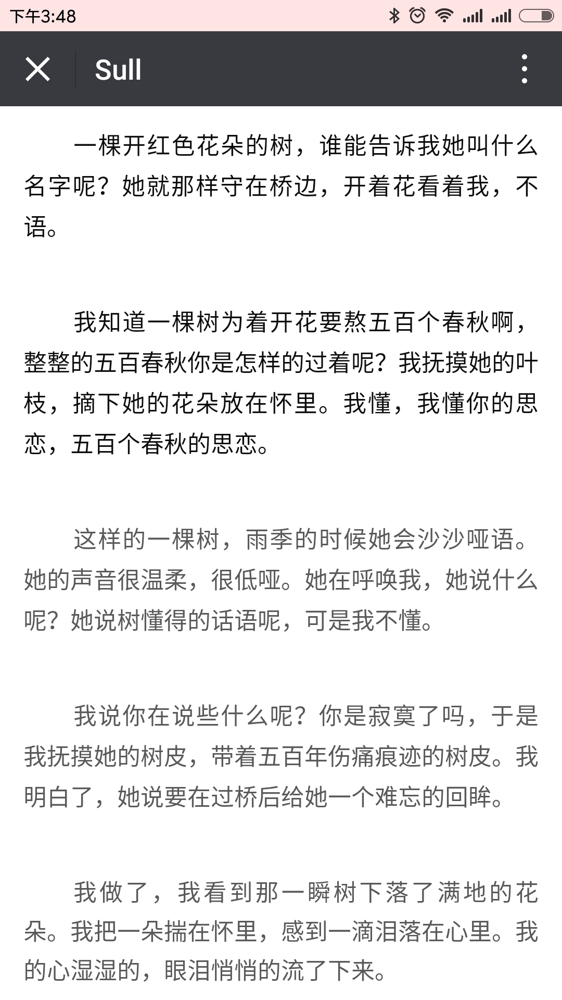 下午3:48
Sull
一棵开红色花朵的树，谁能告诉我她叫什么
名字呢？她就那样守在桥边，开着花看着我，不
语。
我知道一棵树为着开花要熬五百个春秋啊，
整整的五百春秋你是怎样的过着呢？我抚摸她的叶
枝，摘下她的花朵放在怀里。我懂，我懂你的思
恋，五百个春秋的思恋。
这样的一棵树，雨季的时候她会沙沙哑语。
她的声音很温柔，很低哑。她在呼唤我，她说什么
呢？她说树懂得的话语呢，可是我不懂。
我说你在说些什么呢？你是寂寞了吗，于是
我抚摸她的树皮，带着五百年伤痛痕迹的树皮。我
明白了，她说要在过桥后给她一个难忘的回眸。
我做了，我看到那一瞬树下落了满地的花
朵。我把一朵揣在怀里，感到一滴泪落在心里。我
的心湿湿的，眼泪悄悄的流了下来。